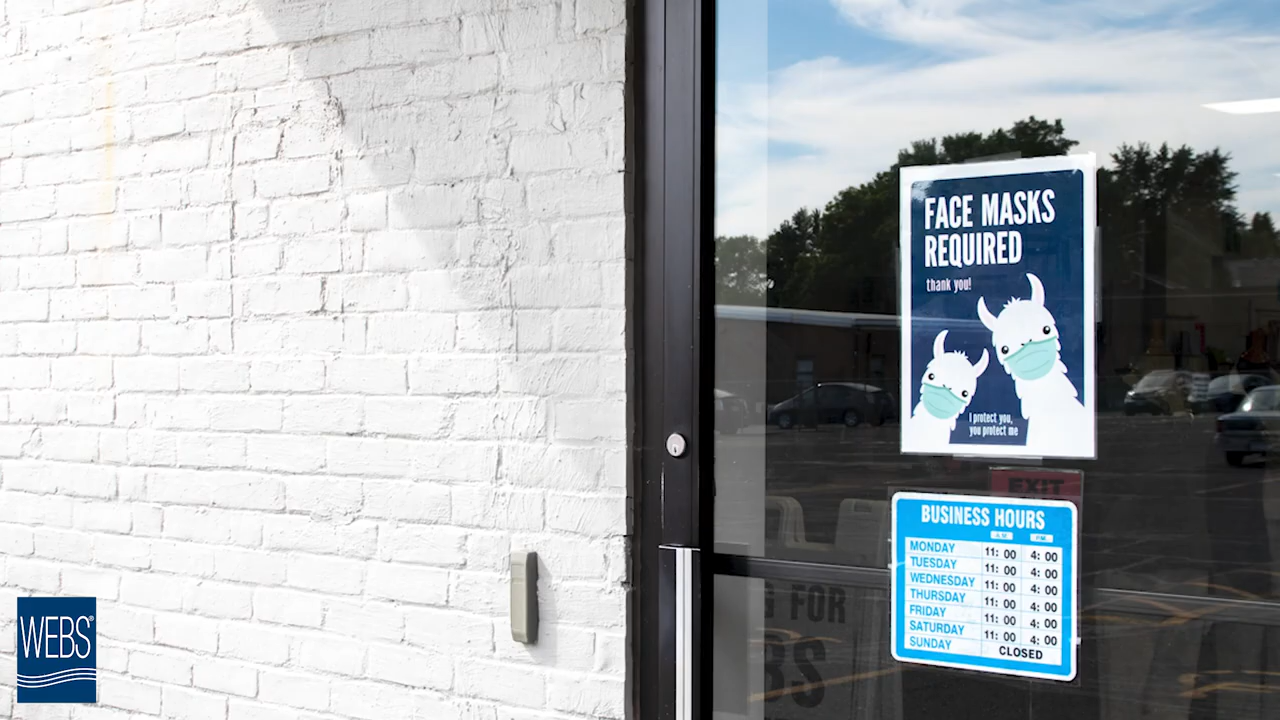 FACE MASKS
REQUIRED
thank you!
I protect you,
you protect me
EXIT
BUSINESS HOURS
A.M. P.M.
MONDAY 11: 00 4: 00
TUESDAY 11: 00 4: 00
WEDNESDAY 11: 00 4: 00
THURSDAY 11: 00 4: 00
FRIDAY 11: 00 4: 00
SATURDAY 11: 00 4: 00
SUNDAY CLOSED
FOR
BS
WEBS®